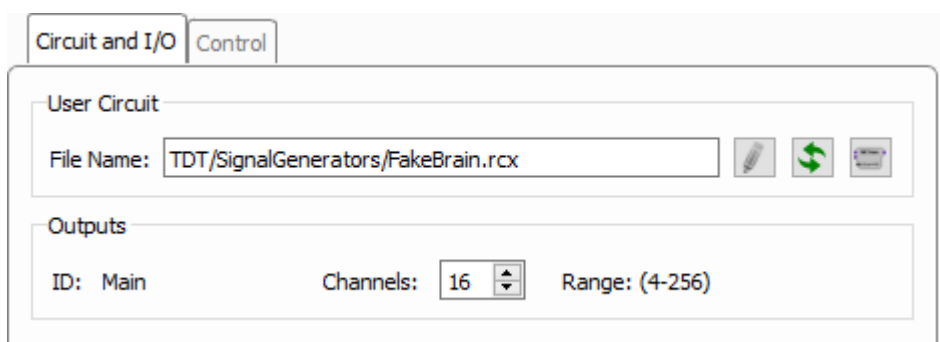 Circuit and I/O Control
User Circuit
File Name: TDT/SignalGenerators/FakeBrain.rcx
Outputs
ID: Main Channels: 16 Range: (4-256)